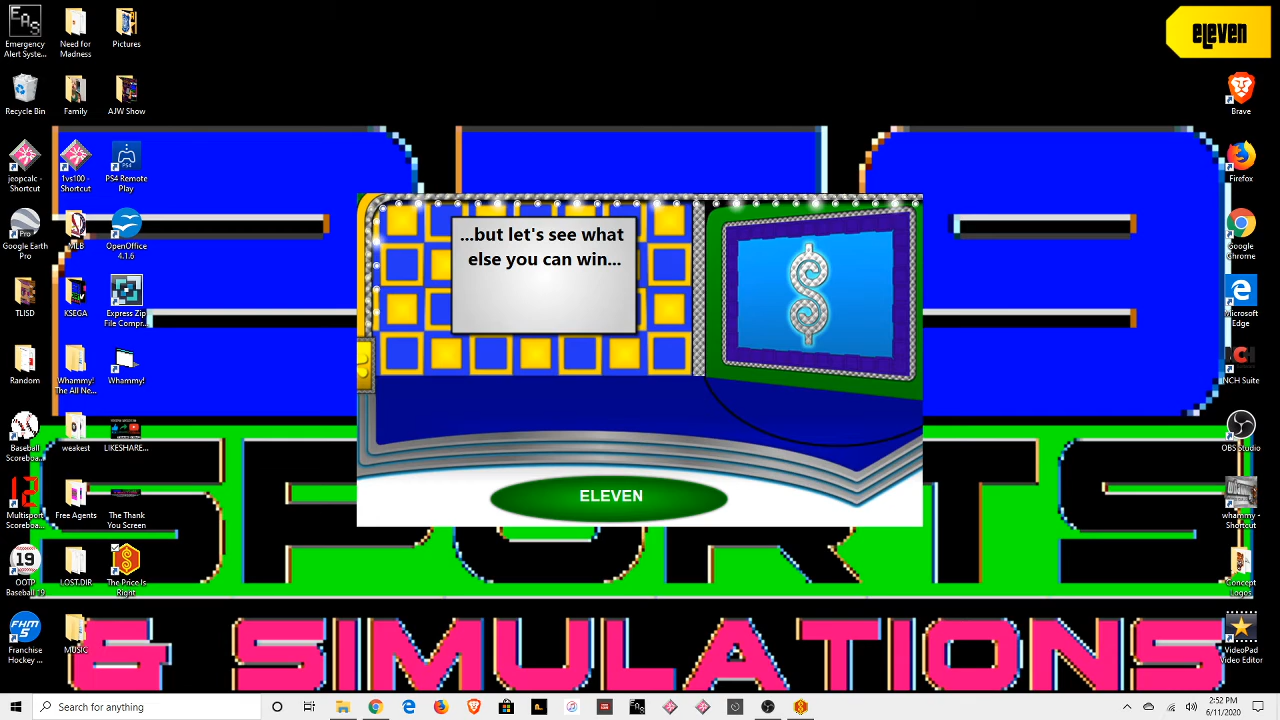 Emergency
Alert Syste...
Need for
Madness
Pictures
eleven
Recycle Bin
Family
AJW Show
Brave
jeopcalc -
Shortcut
1vs100 -
Shortcut
PS4 Remote
Play
Firefox
...but let's see what
else you can win...
Google Earth
Pro
MLB
OpenOffice
4.1.6
Google
Chrome
TLISD
KSEGA
Express Zip
File Compr...
Microsoft
Edge
Random
Whammy!
The All Ne...
Whammy!
NCH Suite
Baseball
Scoreboa...
weakest
LIKESHARE...
OBS Studio
12
Multisport
Scoreboa...
Free Agents
The Thank
You Screen
ELEVEN
whammy -
Shortcut
19
OOTP
Baseball 19
LOST.DIR
The Price Is
Right
Concept
Logos
FHM
5
Franchise
Hockey ...
MUSIC
VideoPad
Video Editor
SPORTS
& SIMULATIONS
Search for anything
2:52 PM
6/11/2020